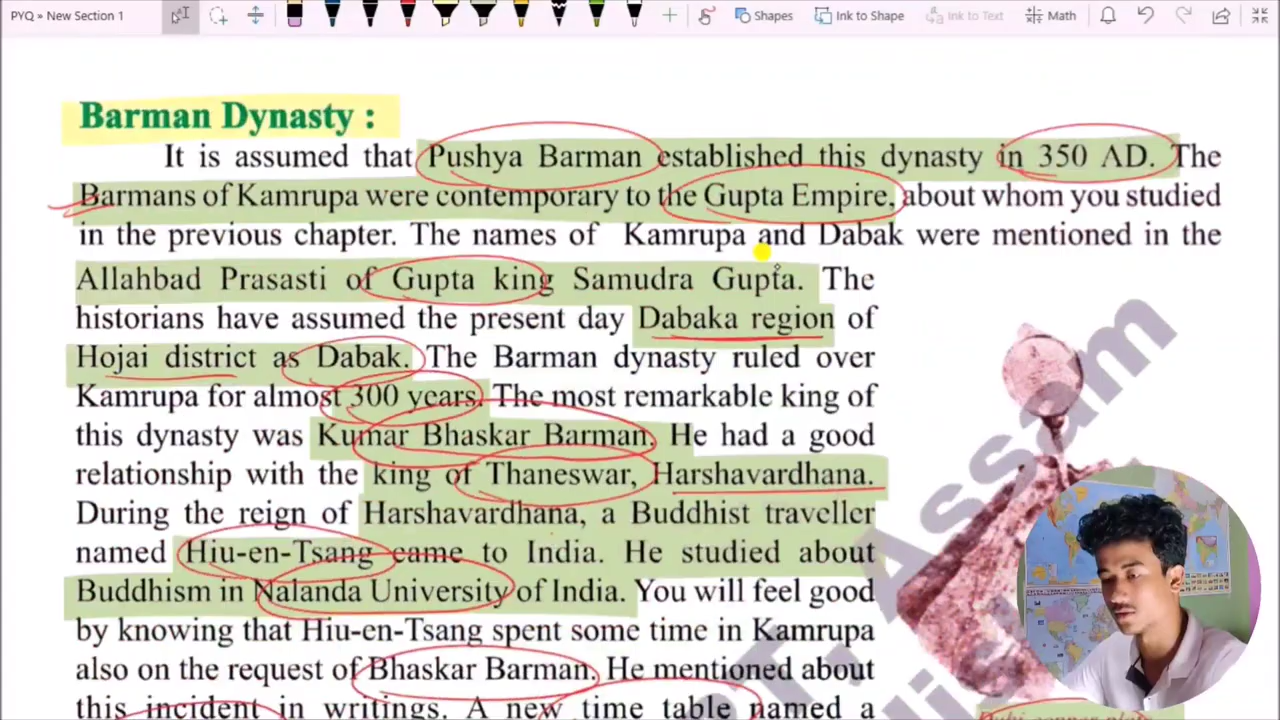 PYQ » New Section 1
Shapes
Ink to Shape
Ink to Text
Math
Barman Dynasty :
It is assumed that Pushya Barman established this dynasty in 350 AD. The
Barmans of Kamrupa were contemporary to the Gupta Empire, about whom you studied
in the previous chapter. The names of Kamrupa and Dabak were mentioned in the
Allahbad Prasasti of Gupta king Samudra Gupta. The
historians have assumed the present day Dabaka region of
Hojai district as Dabak. The Barman dynasty ruled over
Kamrupa for almost 300 years. The most remarkable king of
this dynasty was Kumar Bhaskar Barman. He had a good
relationship with the king of Thaneswar, Harshavardhana.
During the reign of Harshavardhana, a Buddhist traveller
named Hiu-en-Tsang came to India. He studied about
Buddhism in Nalanda University of India. You will feel good
by knowing that Hiu-en-Tsang spent some time in Kamrupa
also on the request of Bhaskar Barman. He mentioned about
this incident in writings. A new time table named a
Assam